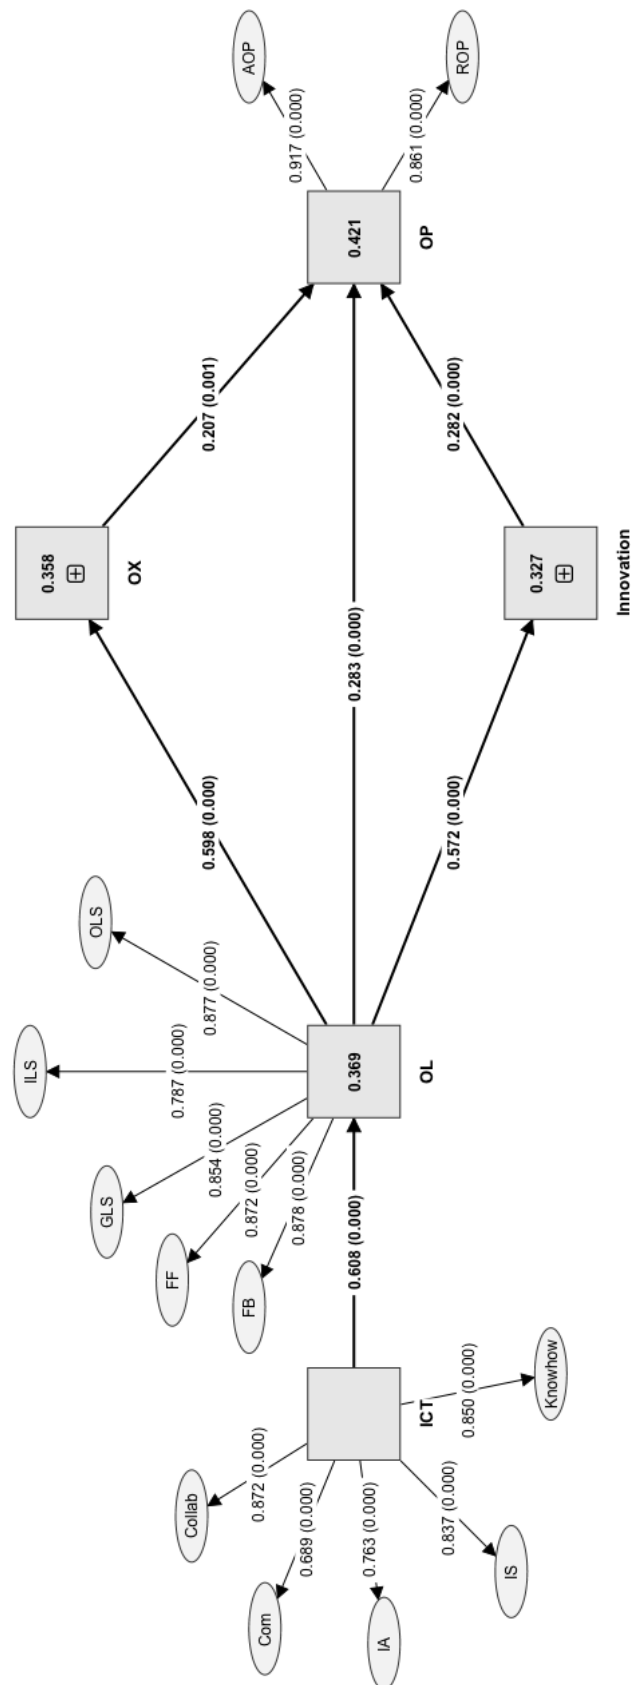 AOP
ROP
0.917 (0.000)
0.861 (0.000)
0.421
OP
0.207 (0.001)
0.282 (0.000)
0.358
OX
0.327
Innovation
0.283 (0.000)
0.598 (0.000)
0.572 (0.000)
OLS
ILS
GLS
FF
FB
0.877 (0.000)
0.787 (0.000)
0.854 (0.000)
0.872 (0.000)
0.878 (0.000)
0.369
OL
0.608 (0.000)
ICT
Knowhow
0.850 (0.000)
Collab
0.872 (0.000)
Com
0.689 (0.000)
IA
0.763 (0.000)
IS
0.837 (0.000)